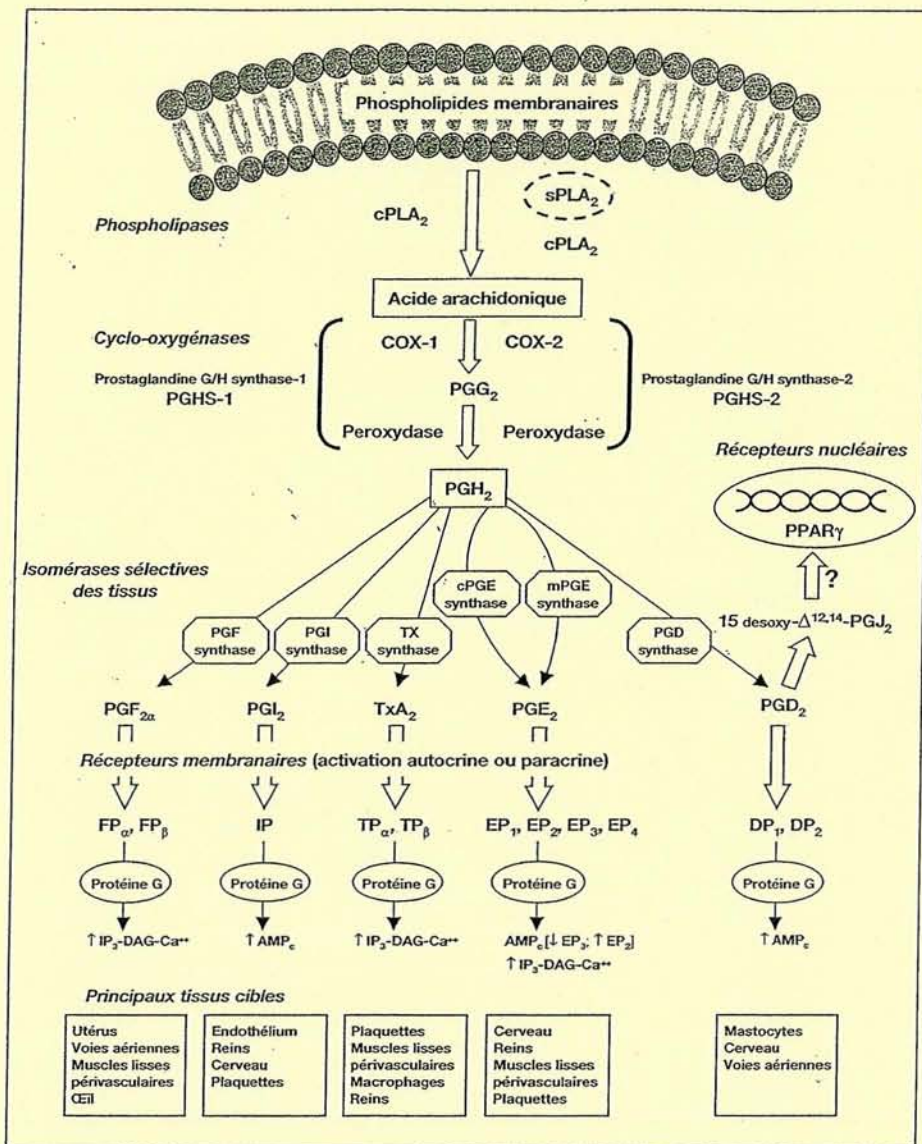 Phospholipides membranaires
sPLA₂
cPLA₂
Phospholipases
cPLA₂
Acide arachidonique
Cyclo-oxygénases
COX-1 COX-2
Prostaglandine G/H synthase-1
PGHS-1
PGG₂
Prostaglandine G/H synthase-2
PGHS-2
Peroxydase Peroxydase
Récepteurs nucléaires
PGH₂
PPARγ
Isomérases sélectives
des tissus
cPGE
synthase
mPGE
synthase
?
15 desoxy-Δ¹²,¹⁴-PGJ₂
PGF
synthase
PGI
synthase
TX
synthase
PGD
synthase
PGF₂α PGI₂ TxA₂ PGE₂ PGD₂
Récepteurs membranaires (activation autocrine ou paracrine)
FPα, FPβ IP TPα, TPβ EP₁, EP₂, EP₃, EP₄ DP₁, DP₂
Protéine G Protéine G Protéine G Protéine G Protéine G
↑ IP₃-DAG-Ca⁺⁺ ↑ AMPc ↑ IP₃-DAG-Ca⁺⁺ AMPc [↓ EP₃; ↑ EP₂] ↑ AMPc
↑ IP₃-DAG-Ca⁺⁺
Principaux tissus cibles
Utérus
Voies aériennes
Muscles lisses
périvasculaires
Œil
Endothélium
Reins
Cerveau
Plaquettes
Plaquettes
Muscles lisses
périvasculaires
Macrophages
Reins
Cerveau
Reins
Muscles lisses
périvasculaires
Plaquettes
Mastocytes
Cerveau
Voies aériennes